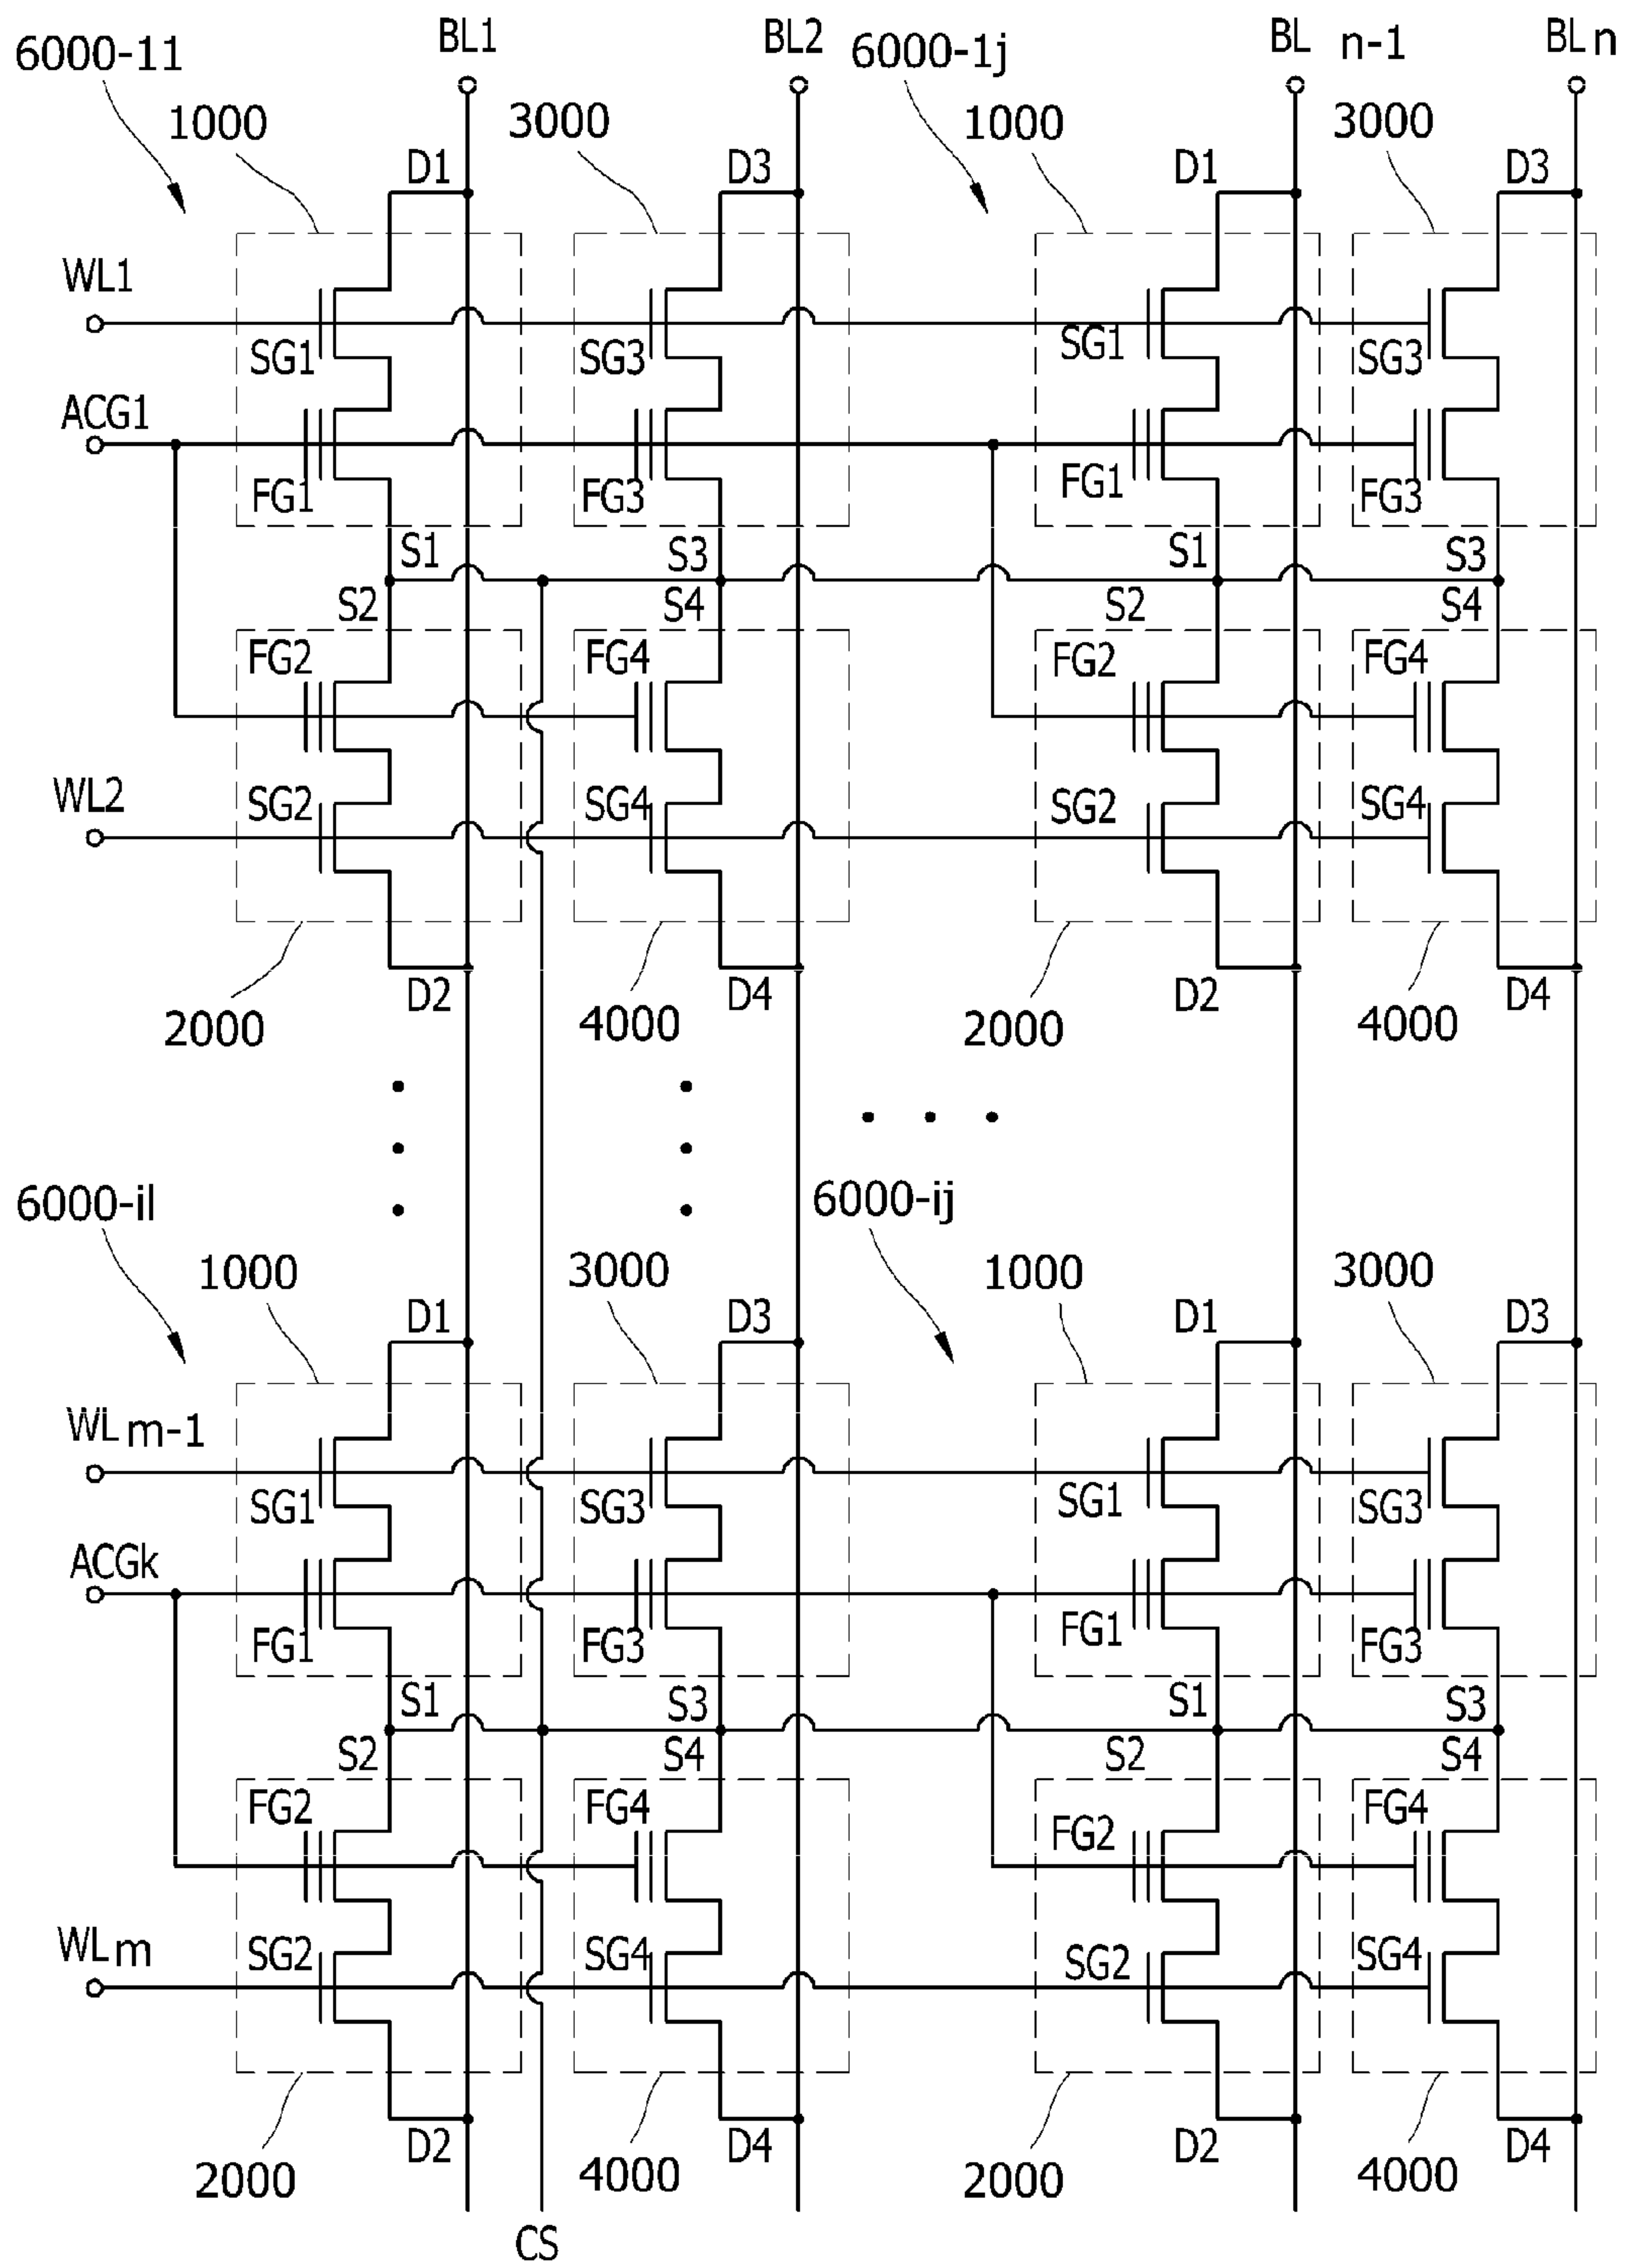 BL1 BL2 BL n-1 BLn
6000-11 6000-1j
1000 3000 1000 3000
D1 D3 D1 D3
WL1
SG1 SG3 SG1 SG3
ACG1
FG1 FG3 FG1 FG3
S1 S3 S1 S3
S2 S4 S2 S4
FG2 FG4 FG2 FG4
WL2 SG2 SG4 SG2 SG4
D2 D4 D2 D4
2000 4000 2000 4000
6000-il 6000-ij
1000 3000 1000 3000
D1 D3 D1 D3
WLm-1
SG1 SG3 SG1 SG3
ACGk
FG1 FG3 FG1 FG3
S1 S3 S1 S3
S2 S4 S2 S4
FG2 FG4 FG2 FG4
WLm SG2 SG4 SG2 SG4
D2 D4 D2 D4
2000 4000 2000 4000
CS